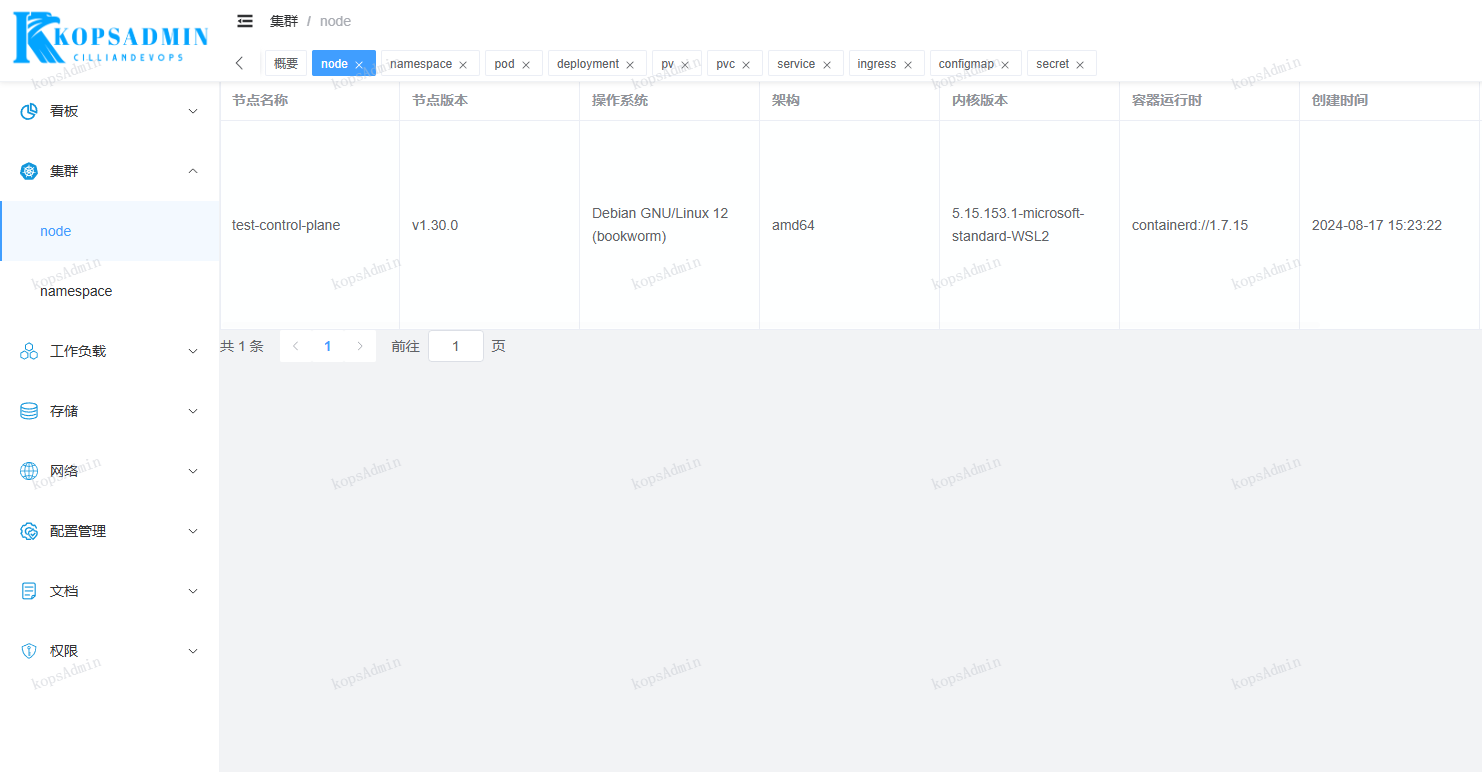 KOPSADMIN
CILLIANDEVOPS
集群 / node
概要 node namespace pod deployment pv pvc service ingress configmap secret
看板
集群
node
namespace
工作负载
存储
网络
配置管理
文档
权限
节点名称 节点版本 操作系统 架构 内核版本 容器运行时 创建时间
test-control-plane v1.30.0 Debian GNU/Linux 12 (bookworm) amd64 5.15.153.1-microsoft-standard-WSL2 containerd://1.7.15 2024-08-17 15:23:22
共 1 条 1 前往 1 页
kopsAdmin kopsAdmin kopsAdmin kopsAdmin kopsAdmin
kopsAdmin kopsAdmin kopsAdmin kopsAdmin kopsAdmin
kopsAdmin kopsAdmin kopsAdmin kopsAdmin kopsAdmin
kopsAdmin kopsAdmin kopsAdmin kopsAdmin kopsAdmin